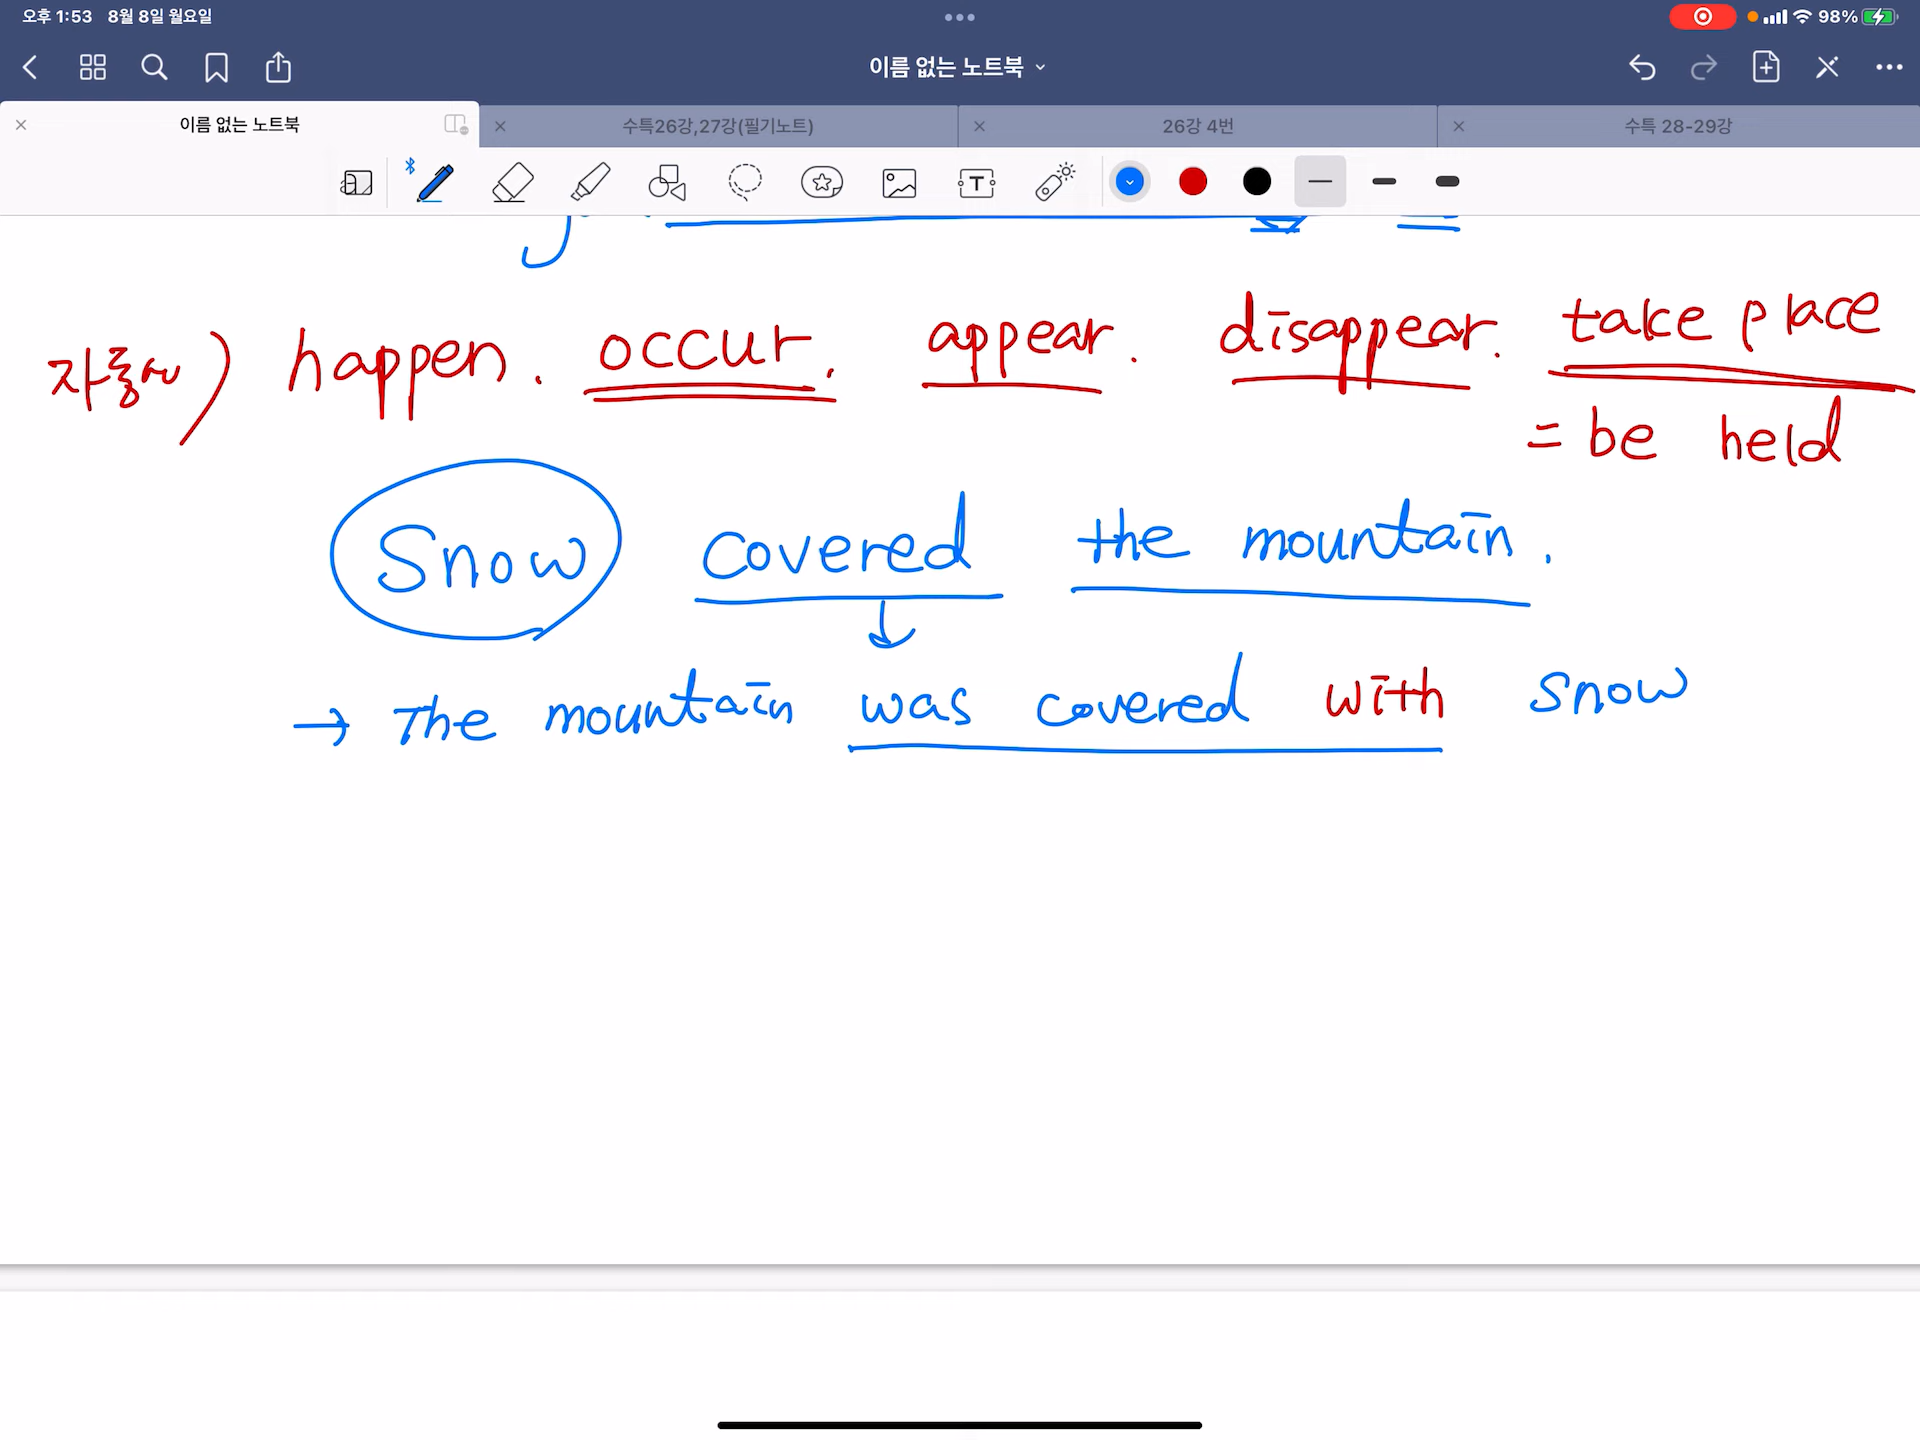 오후 1:53 8월 8일 월요일 98%
이름 없는 노트북
이름 없는 노트북 수특26강,27강(필기노트) 26강 4번 수특 28-29강
자동사) happen. occur. appear. disappear. take place
= be held
Snow covered the mountain.
↓
→ The mountain was covered with snow